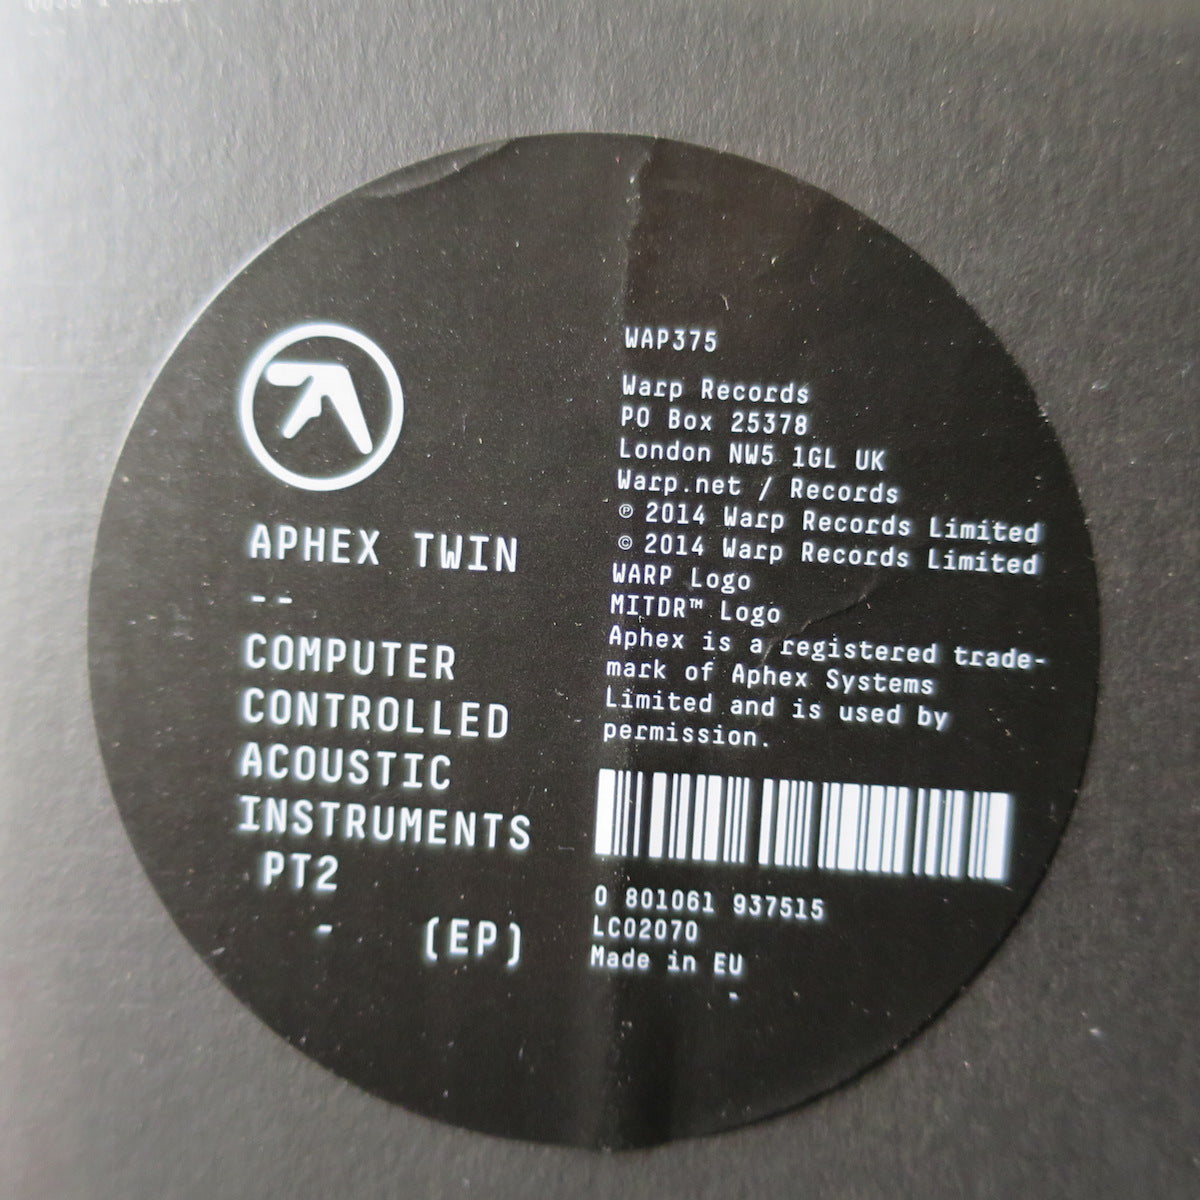 APHEX TWIN
--
COMPUTER
CONTROLLED
ACOUSTIC
INSTRUMENTS
PT2
- (EP)
WAP375
Warp Records
PO Box 25378
London NW5 1GL UK
Warp.net / Records
℗ 2014 Warp Records Limited
© 2014 Warp Records Limited
WARP Logo
MITDR™ Logo
Aphex is a registered trade-
mark of Aphex Systems
Limited and is used by
permission.
0 801061 937515
LC02070
Made in EU
-